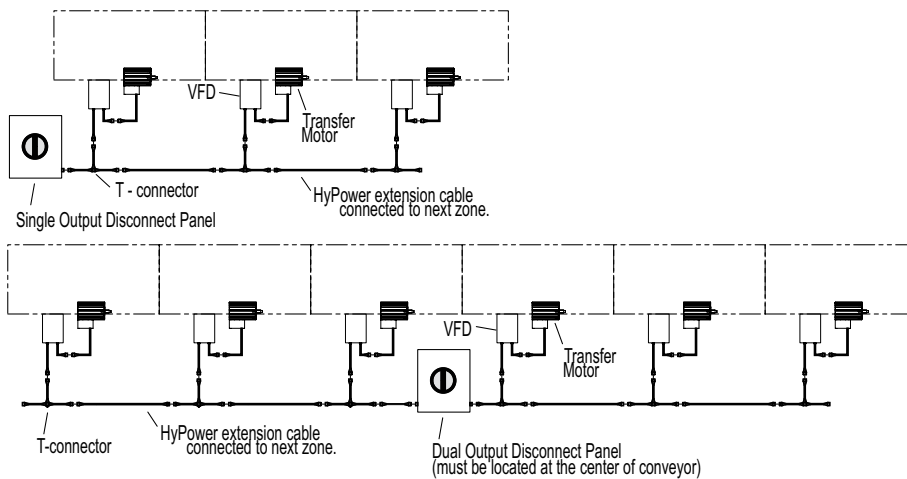 VFD
Transfer
Motor
T - connector
HyPower extension cable
connected to next zone.
Single Output Disconnect Panel
VFD
Transfer
Motor
T-connector
HyPower extension cable
connected to next zone.
Dual Output Disconnect Panel
(must be located at the center of conveyor)